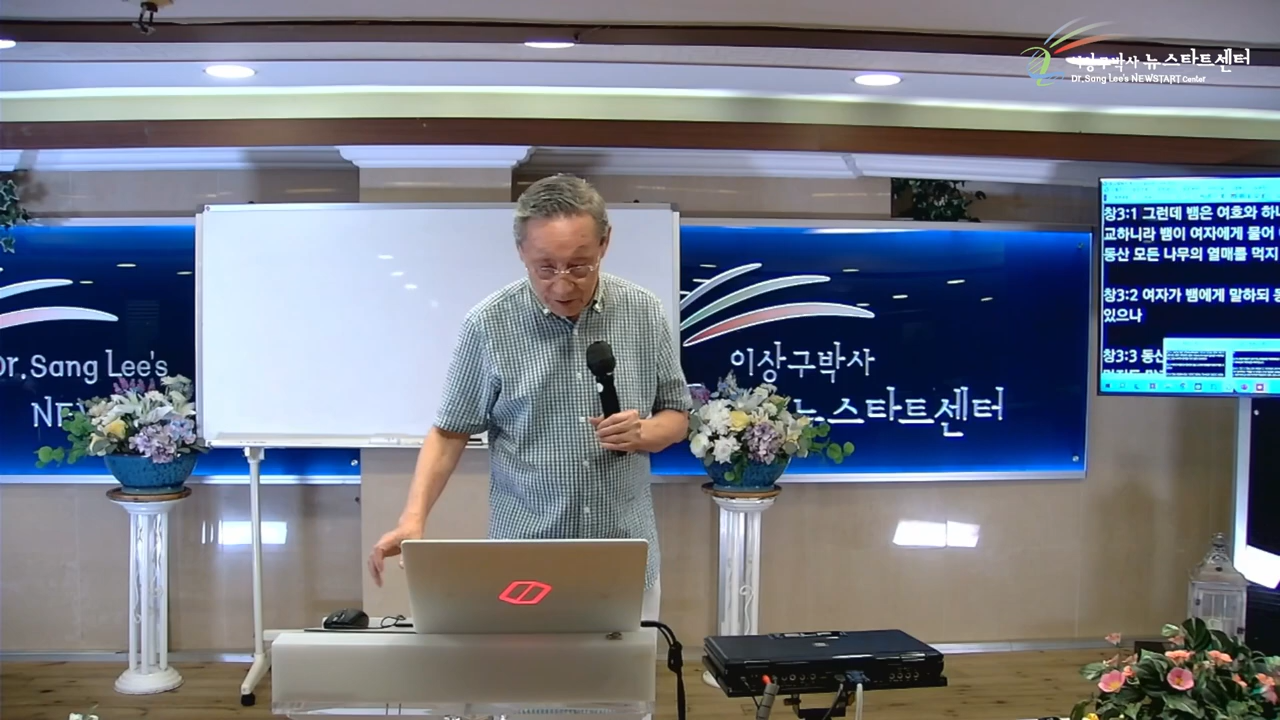 이상구박사 뉴스타트센터
Dr.Sang Lee's NEWSTART Center
창3:1 그런데 뱀은 여호와 하
교하니라 뱀이 여자에게 물어
동산 모든 나무의 열매를 먹지
창3:2 여자가 뱀에게 말하되
있으나
창3:3 동산
Dr.Sang Lee's
이상구박사
뉴스타트센터